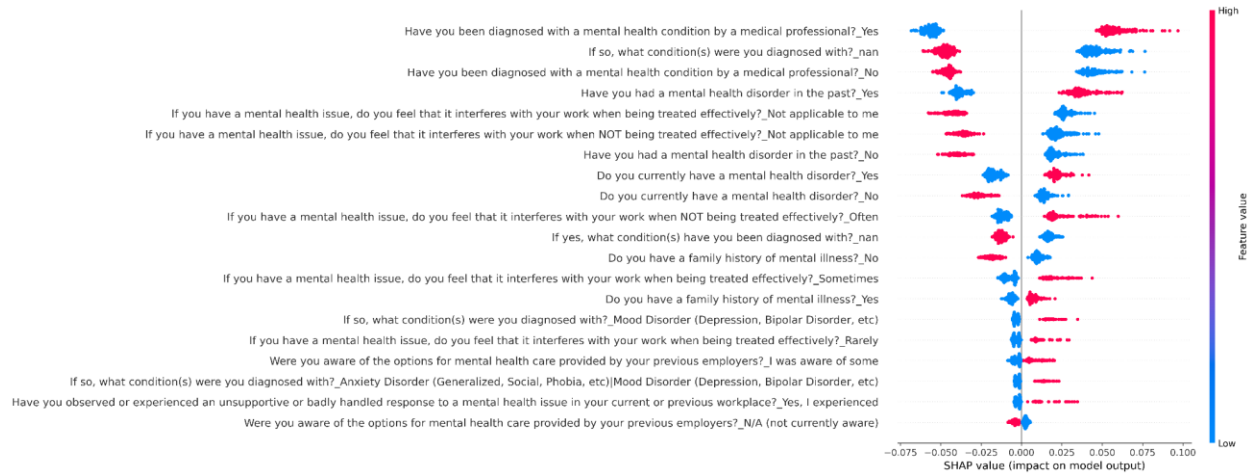 High
Have you been diagnosed with a mental health condition by a medical professional?_Yes
If so, what condition(s) were you diagnosed with?_nan
Have you been diagnosed with a mental health condition by a medical professional?_No
Have you had a mental health disorder in the past?_Yes
If you have a mental health issue, do you feel that it interferes with your work when being treated effectively?_Not applicable to me
If you have a mental health issue, do you feel that it interferes with your work when NOT being treated effectively?_Not applicable to me
Have you had a mental health disorder in the past?_No
Do you currently have a mental health disorder?_Yes
Do you currently have a mental health disorder?_No
If you have a mental health issue, do you feel that it interferes with your work when NOT being treated effectively?_Often
If yes, what condition(s) have you been diagnosed with?_nan
Do you have a family history of mental illness?_No
If you have a mental health issue, do you feel that it interferes with your work when being treated effectively?_Sometimes
Do you have a family history of mental illness?_Yes
If so, what condition(s) were you diagnosed with?_Mood Disorder (Depression, Bipolar Disorder, etc)
If you have a mental health issue, do you feel that it interferes with your work when being treated effectively?_Rarely
Were you aware of the options for mental health care provided by your previous employers?_I was aware of some
If so, what condition(s) were you diagnosed with?_Anxiety Disorder (Generalized, Social, Phobia, etc)|Mood Disorder (Depression, Bipolar Disorder, etc)
Have you observed or experienced an unsupportive or badly handled response to a mental health issue in your current or previous workplace?_Yes, I experienced
Were you aware of the options for mental health care provided by your previous employers?_N/A (not currently aware)
Feature value
Low
−0.075 −0.050 −0.025 0.000 0.025 0.050 0.075 0.100
SHAP value (impact on model output)